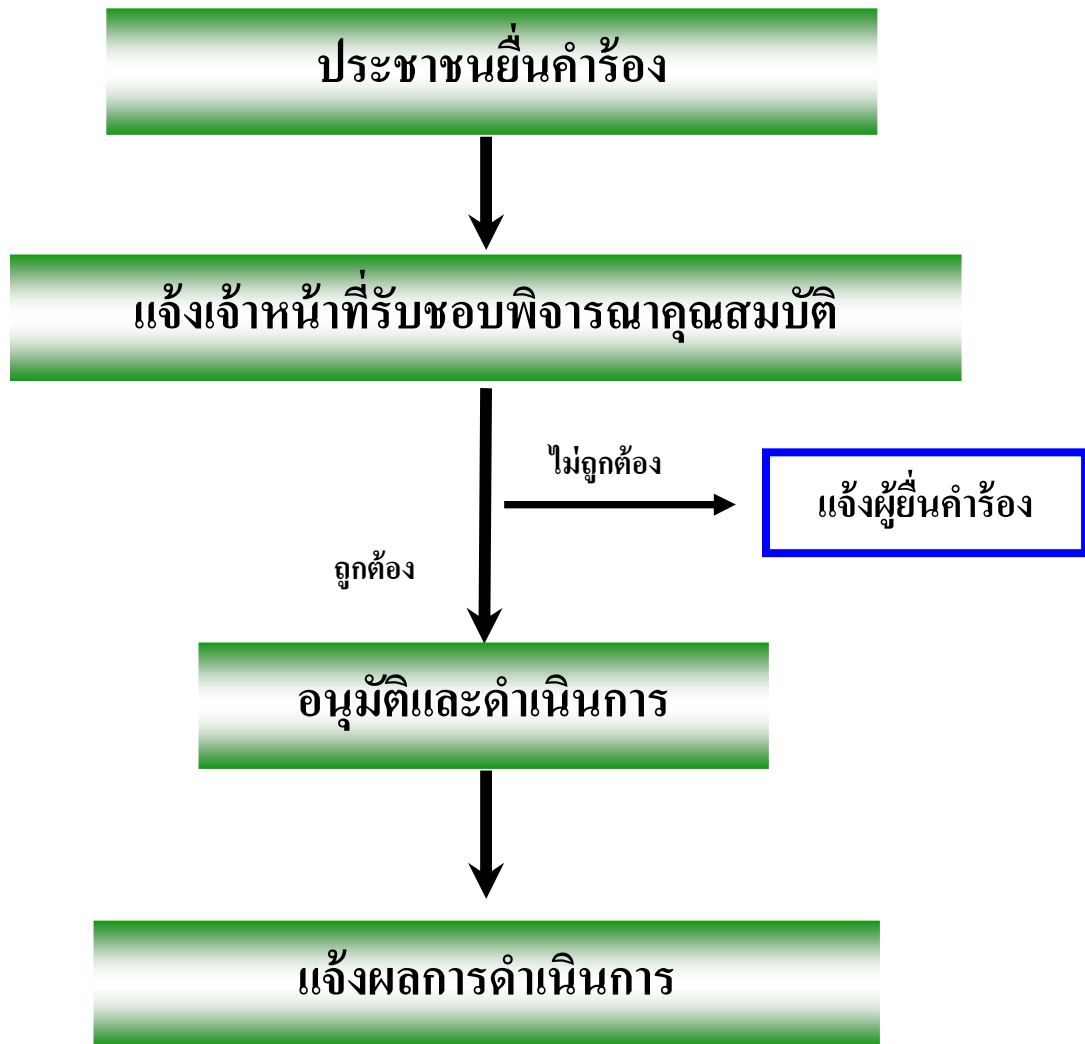 ประชาชนยื่นคำร้อง
แจ้งเจ้าหน้าที่รับชอบพิจารณาคุณสมบัติ
ไม่ถูกต้อง
แจ้งผู้ยื่นคำร้อง
ถูกต้อง
อนุมัติและดำเนินการ
แจ้งผลการดำเนินการ